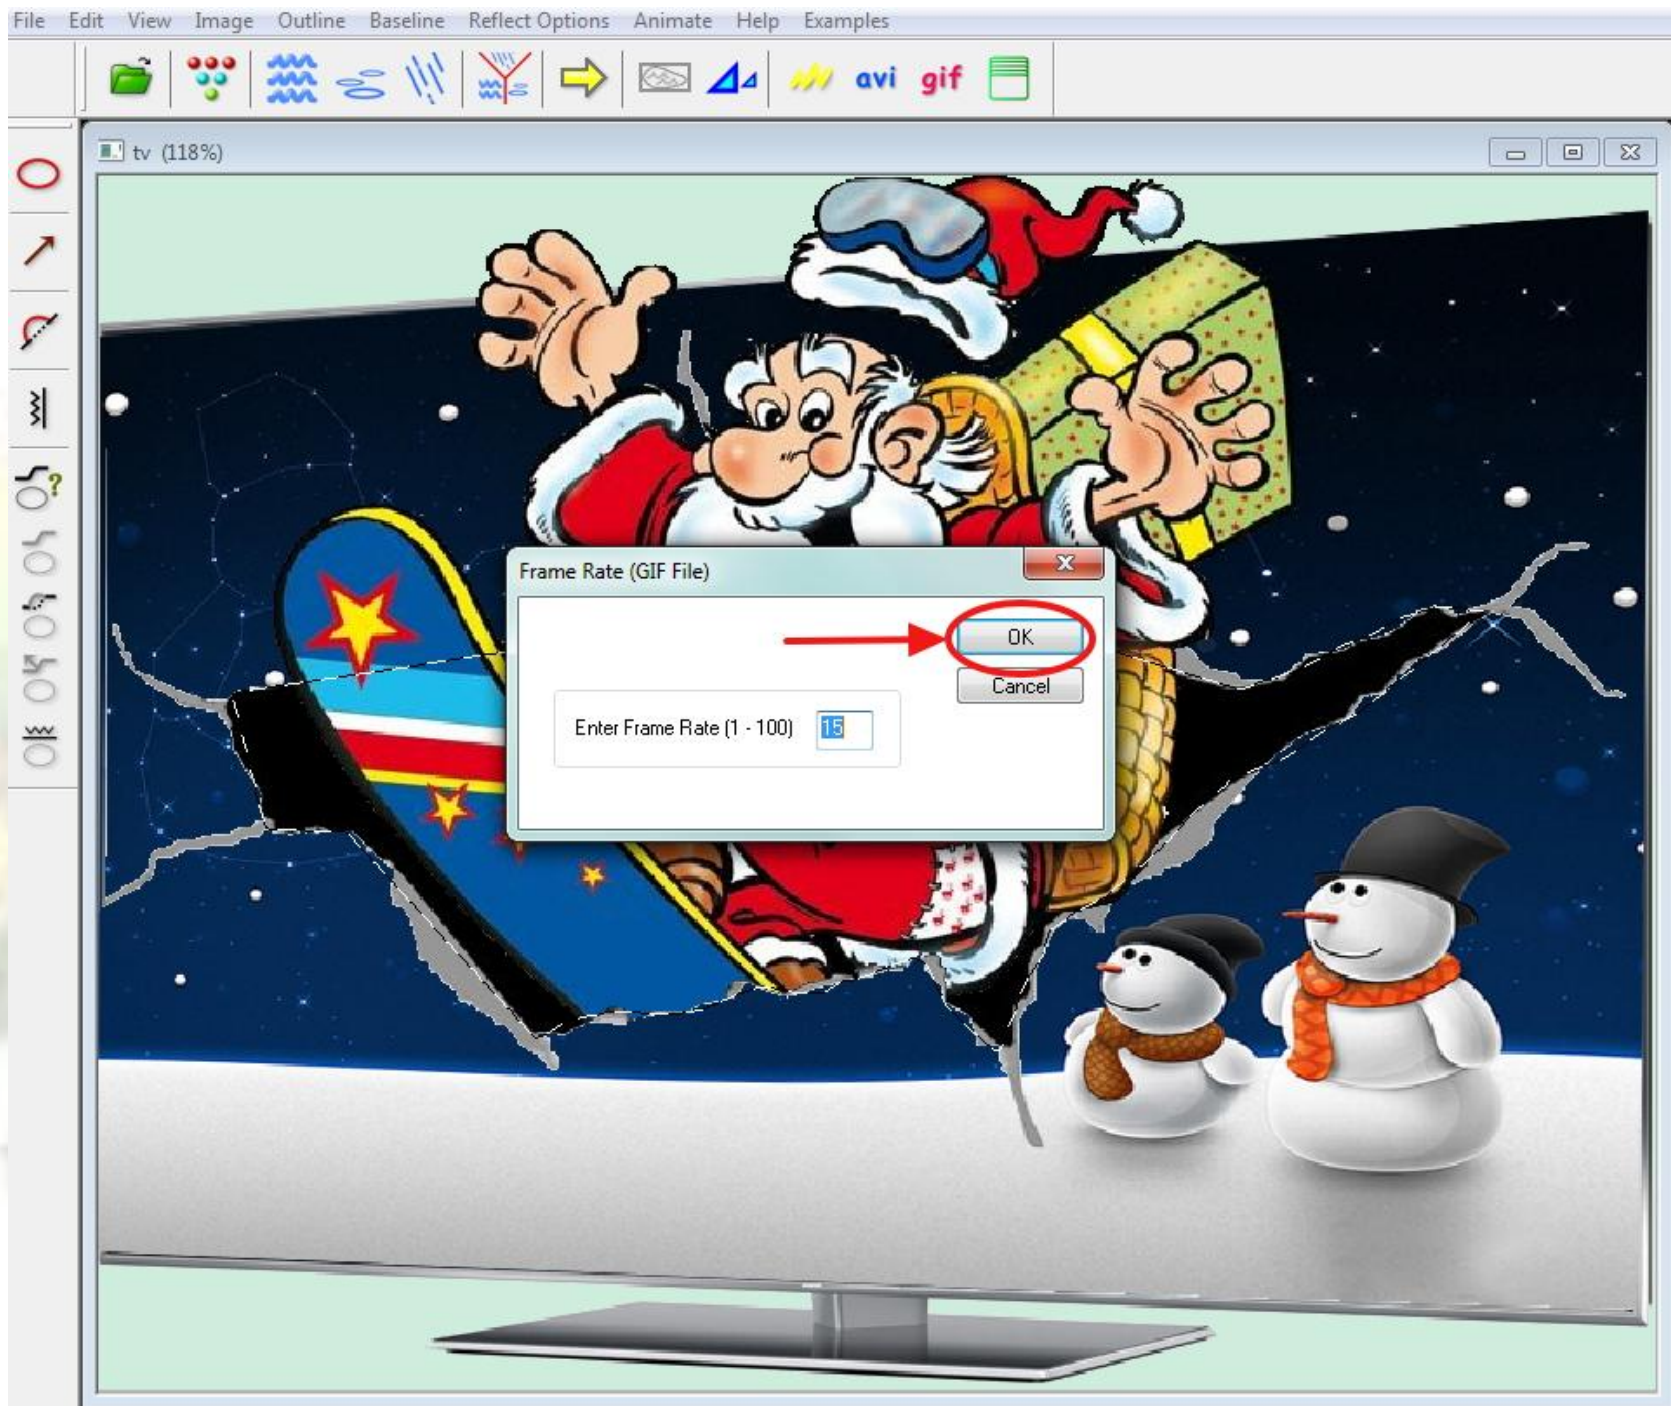 File Edit View Image Outline Baseline Reflect Options Animate Help Examples
avi gif
tv (118%)
Frame Rate (GIF File)
OK
Cancel
Enter Frame Rate (1 - 100) 15